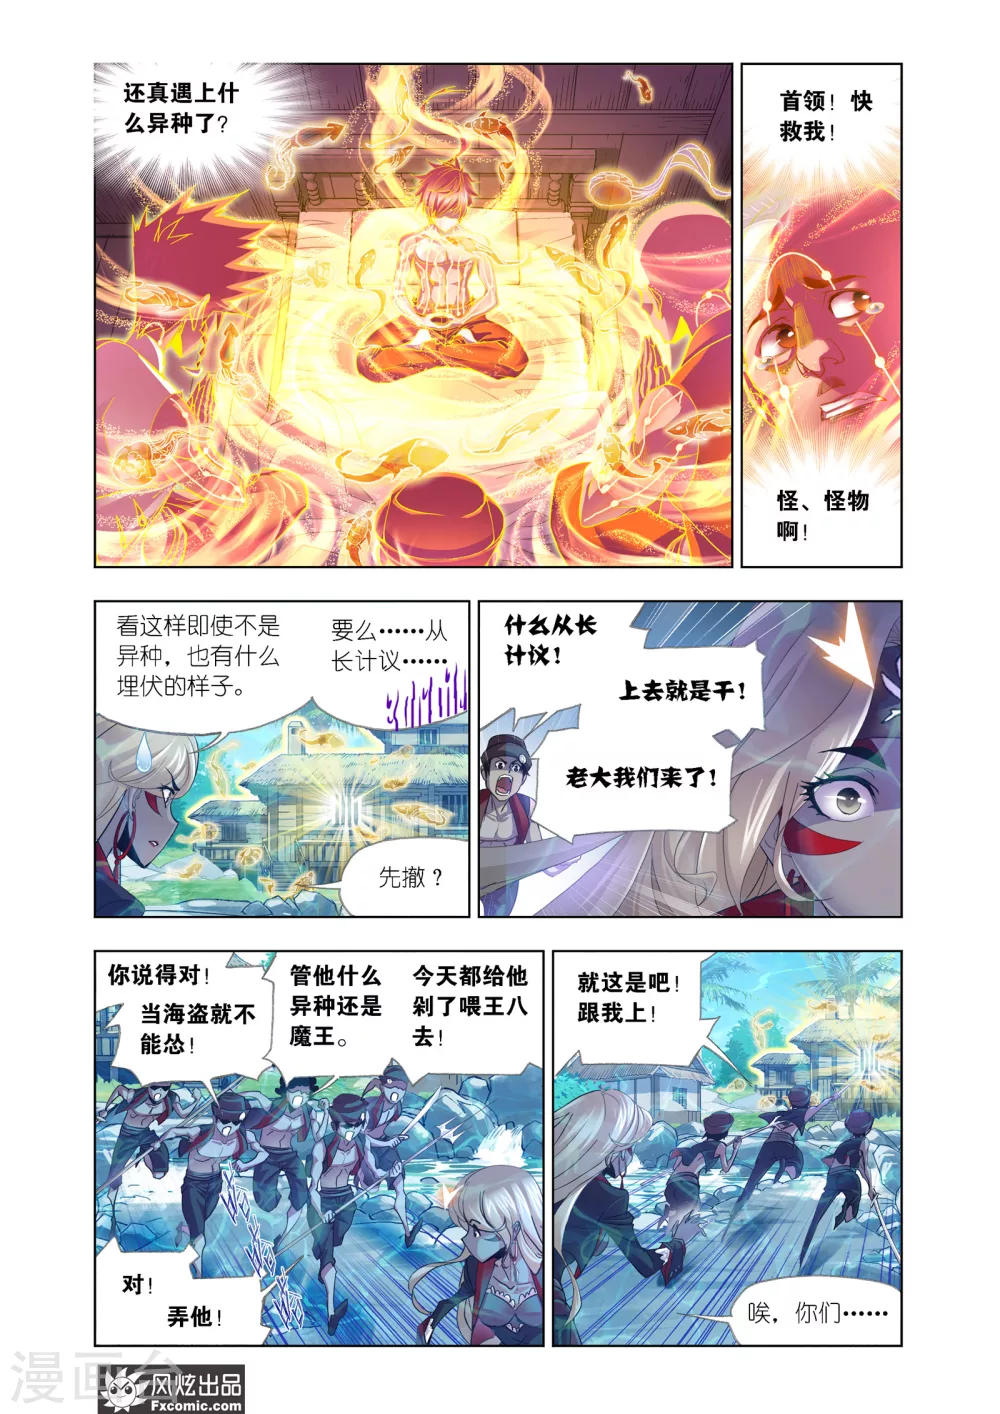 还真遇上什
么异种了？
首领！快
救我！
怪、怪物
啊！
看这样即使不是
异种，也有什么
埋伏的样子。
要么……从
长计议……
先撤？
什么从长
计议！
上去就是干！
老大我们来了！
你说得对！
当海盗就不
能怂！
管他什么
异种还是
魔王。
今天都给他
剁了喂王八
去！
对！
弄他！
就这是吧！
跟我上！
唉，你们……
漫画台
风炫出品
Fxcomic.com